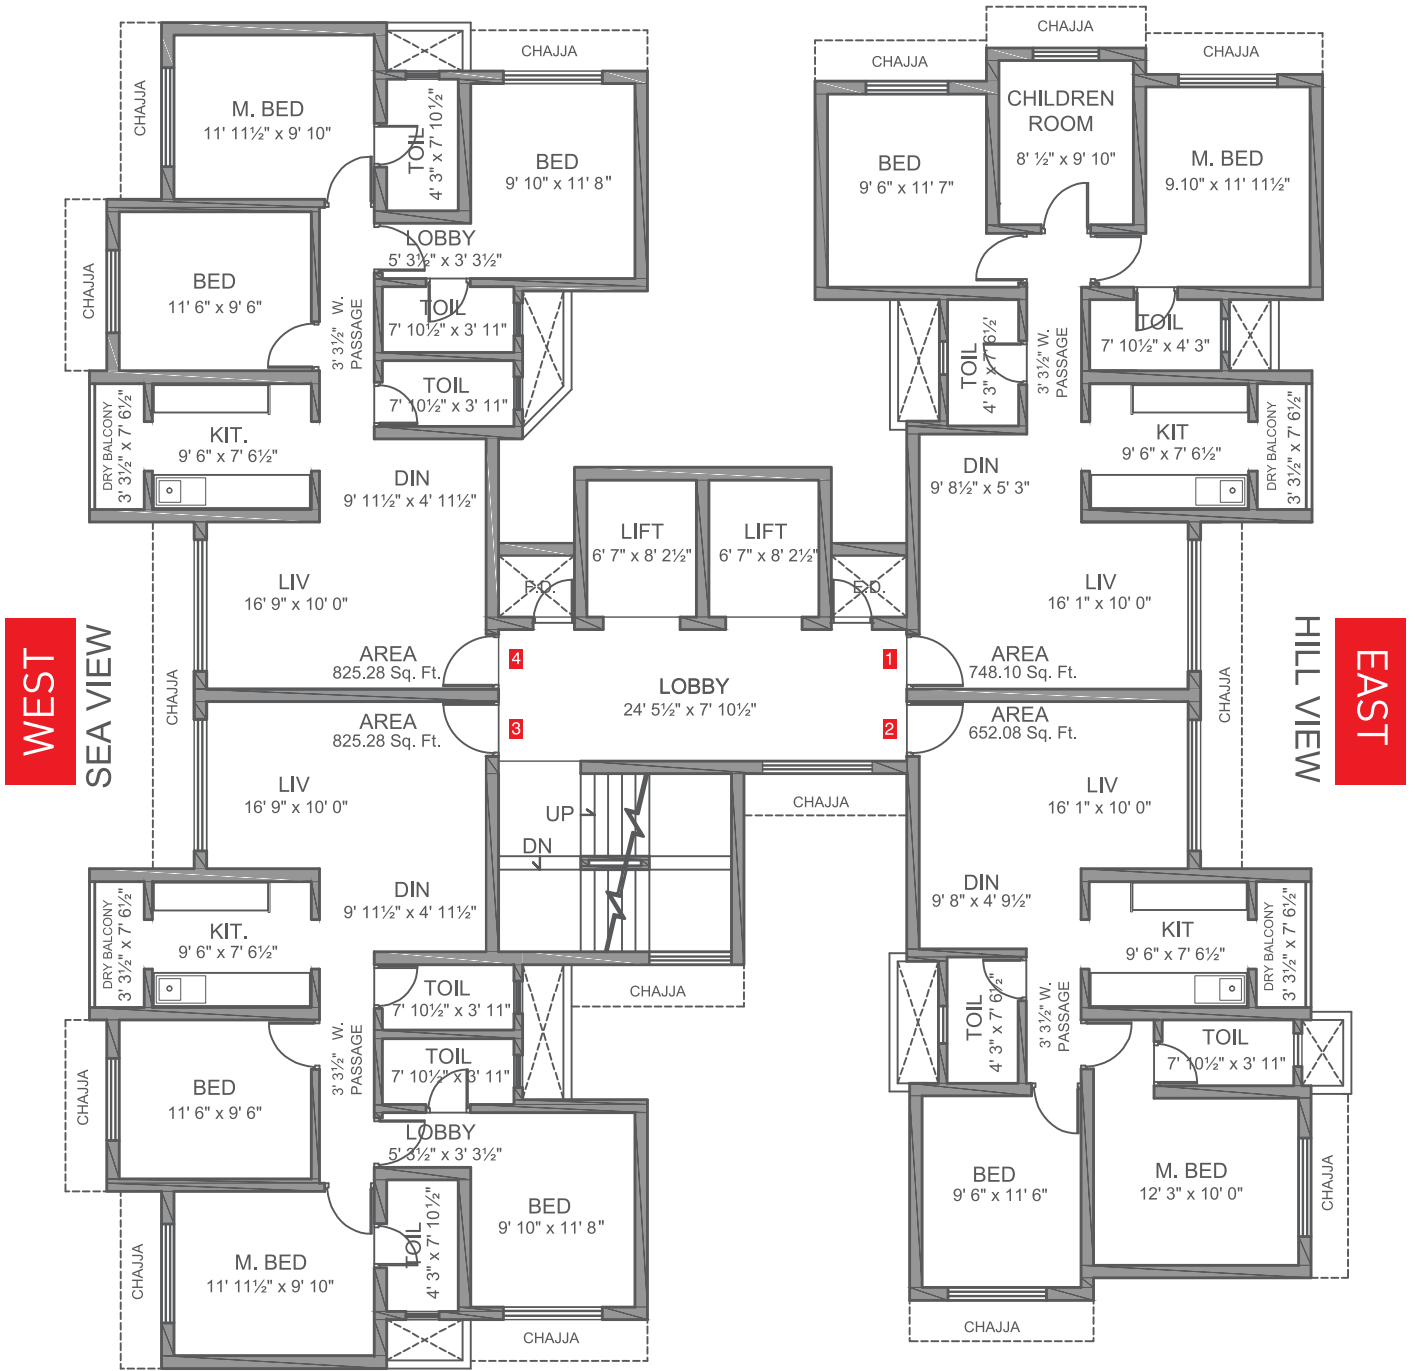 CHAJJA
CHAJJA
M. BED
11' 11½" x 9' 10"
TOIL
4' 3" x 7' 10½"
BED
9' 10" x 11' 8"
LOBBY
5' 3½" x 3' 3½"
CHAJJA
BED
11' 6" x 9' 6"
3' 3½" W.
PASSAGE
TOIL
7' 10½" x 3' 11"
TOIL
7' 10½" x 3' 11"
DRY BALCONY
3' 3½" x 7' 6½"
KIT.
9' 6" x 7' 6½"
DIN
9' 11½" x 4' 11½"
LIV
16' 9" x 10' 0"
AREA
825.28 Sq. Ft.
CHAJJA
CHAJJA
CHAJJA
CHAJJA
BED
9' 6" x 11' 7"
CHILDREN
ROOM
8' ½" x 9' 10"
M. BED
9.10" x 11' 11½"
TOIL
4' 3" x 7' 6½'
3' 3½" W.
PASSAGE
TOIL
7' 10½" x 4' 3"
DIN
9' 8½" x 5' 3"
KIT
9' 6" x 7' 6½"
DRY BALCONY
3' 3½" x 7' 6½"
LIV
16' 1" x 10' 0"
AREA
748.10 Sq. Ft.
CHAJJA
LIFT
6' 7" x 8' 2½"
LIFT
6' 7" x 8' 2½"
F.D.
E.D.
4
1
LOBBY
24' 5½" x 7' 10½"
3
2
WEST
SEA VIEW
HILL VIEW
EAST
AREA
825.28 Sq. Ft.
LIV
16' 9" x 10' 0"
UP
DN
CHAJJA
DIN
9' 11½" x 4' 11½"
DRY BALCONY
3' 3½" x 7' 6½"
KIT.
9' 6" x 7' 6½"
TOIL
7' 10½" x 3' 11"
TOIL
7' 10½" x 3' 11"
CHAJJA
3' 3½" W.
PASSAGE
CHAJJA
BED
11' 6" x 9' 6"
LOBBY
5' 3½" x 3' 3½"
BED
9' 10" x 11' 8"
TOIL
4' 3" x 7' 10½"
M. BED
11' 11½" x 9' 10"
CHAJJA
CHAJJA
AREA
652.08 Sq. Ft.
LIV
16' 1" x 10' 0"
DIN
9' 8" x 4' 9½"
KIT
9' 6" x 7' 6½"
DRY BALCONY
3' 3½" x 7' 6½"
TOIL
4' 3" x 7' 6½"
3' 3½" W.
PASSAGE
TOIL
7' 10½" x 3' 11"
BED
9' 6" x 11' 6"
M. BED
12' 3" x 10' 0"
CHAJJA
CHAJJA